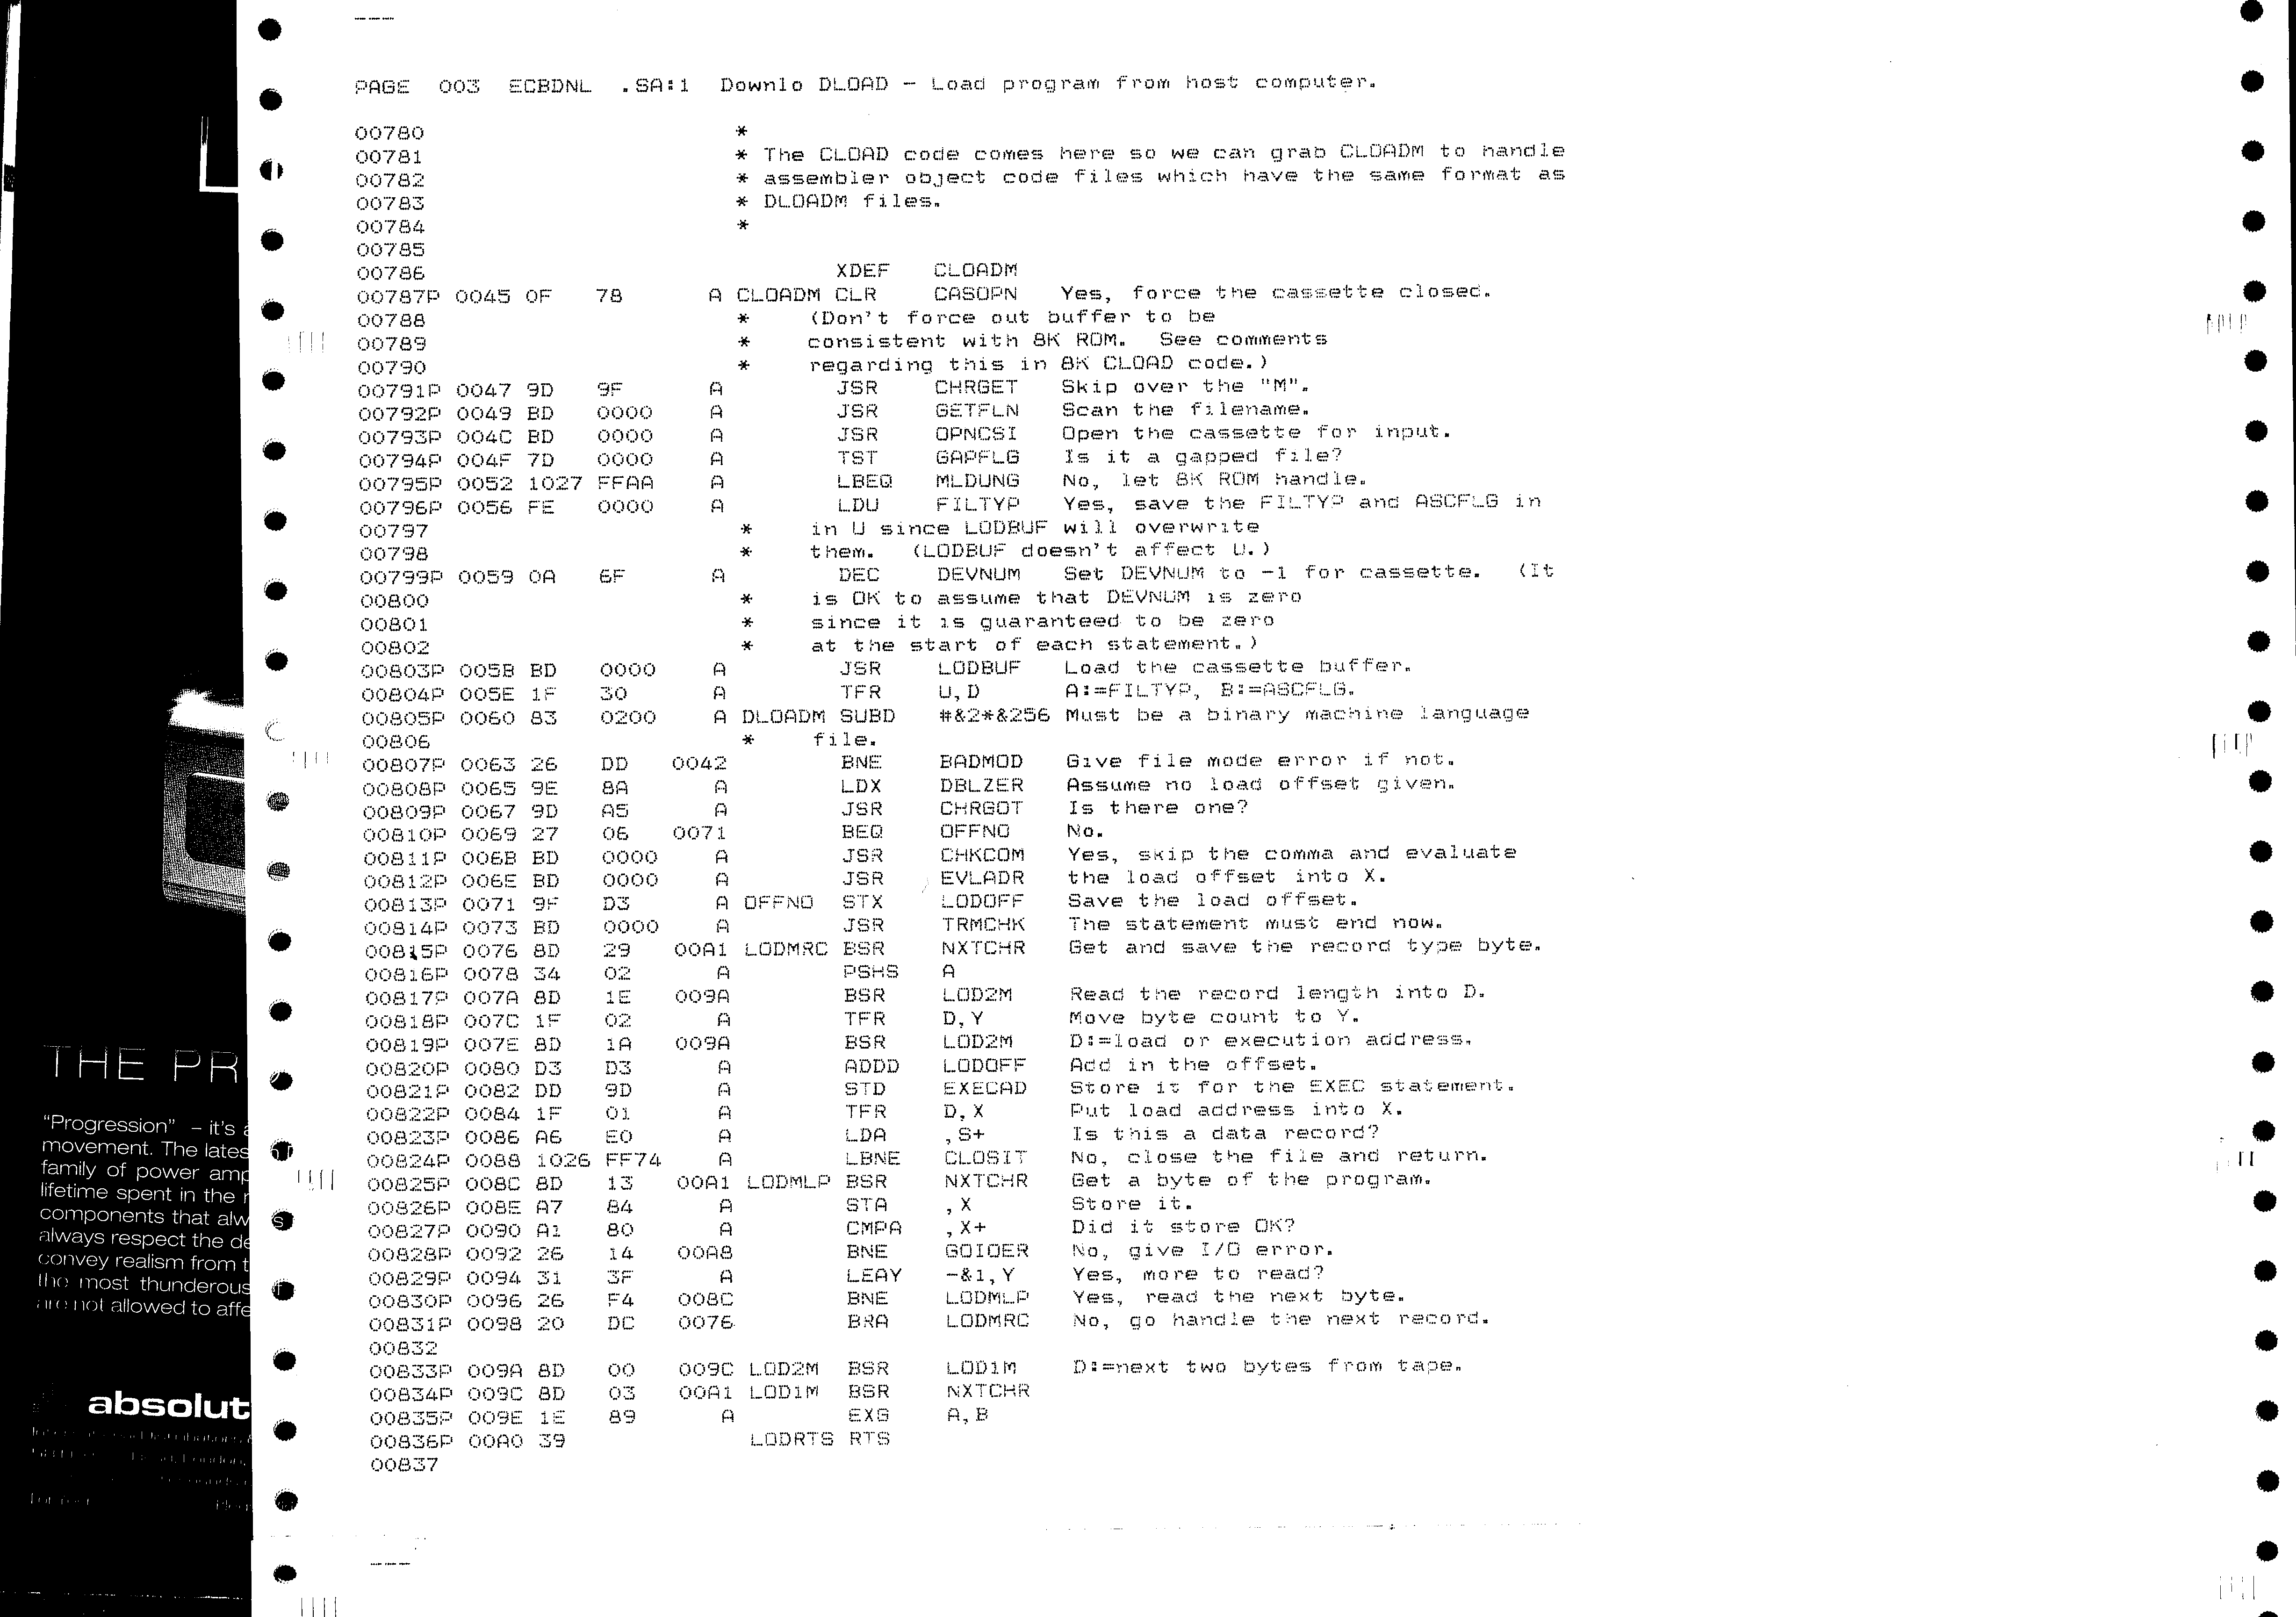 PAGE  003  ECBDNL  .SA:1  Downlo DLOAD - Load program from host computer.
00780                      *
00781                      * The CLOAD code comes here so we can grab CLOADM to handle
00782                      * assembler object code files which have the same format as
00783                      * DLOADM files.
00784                      *
00785
00786                             XDEF   CLOADM
00787P 0045 0F   78      A CLOADM CLR    CASOPN   Yes, force the cassette closed.
00788                      *    (Don't force out buffer to be
00789                      *    consistent with 8K ROM.  See comments
00790                      *    regarding this in 8K CLOAD code.)
00791P 0047 9D   9F      A        JSR    CHRGET   Skip over the "M".
00792P 0049 BD   0000    A        JSR    GETFLN   Scan the filename.
00793P 004C BD   0000    A        JSR    OPNCSI   Open the cassette for input.
00794P 004F 7D   0000    A        TST    GAPFLG   Is it a gapped file?
00795P 0052 1027 FFAA    A        LBEQ   MLDUNG   No, let 8K ROM handle.
00796P 0056 FE   0000    A        LDU    FILTYP   Yes, save the FILTYP and ASCFLG in
00797                      *    in U since LODBUF will overwrite
00798                      *    them.  (LODBUF doesn't affect U.)
00799P 0059 0A   6F      A        DEC    DEVNUM   Set DEVNUM to -1 for cassette.  (It
00800                      *    is OK to assume that DEVNUM is zero
00801                      *    since it is guaranteed to be zero
00802                      *    at the start of each statement.)
00803P 005B BD   0000    A        JSR    LODBUF   Load the cassette buffer.
00804P 005E 1F   30      A        TFR    U,D      A:=FILTYP, B:=ASCFLG.
00805P 0060 83   0200    A DLOADM SUBD   #&2*&256 Must be a binary machine language
00806                      *    file.
00807P 0063 26   DD   0042        BNE    BADMOD   Give file mode error if not.
00808P 0065 9E   8A      A        LDX    DBLZER   Assume no load offset given.
00809P 0067 9D   A5      A        JSR    CHRGOT   Is there one?
00810P 0069 27   06   0071        BEQ    OFFNO    No.
00811P 006B BD   0000    A        JSR    CHKCOM   Yes, skip the comma and evaluate
00812P 006E BD   0000    A        JSR    EVLADR   the load offset into X.
00813P 0071 9F   D3      A OFFNO  STX    LODOFF   Save the load offset.
00814P 0073 BD   0000    A        JSR    TRMCHK   The statement must end now.
00815P 0076 8D   29   00A1 LODMRC BSR    NXTCHR   Get and save the record type byte.
00816P 0078 34   02      A        PSHS   A
00817P 007A 8D   1E   009A        BSR    LOD2M    Read the record length into D.
00818P 007C 1F   02      A        TFR    D,Y      Move byte count to Y.
00819P 007E 8D   1A   009A        BSR    LOD2M    D:=load or execution address.
00820P 0080 D3   D3      A        ADDD   LODOFF   Add in the offset.
00821P 0082 DD   9D      A        STD    EXECAD   Store it for the EXEC statement.
00822P 0084 1F   01      A        TFR    D,X      Put load address into X.
00823P 0086 A6   E0      A        LDA    ,S+      Is this a data record?
00824P 0088 1026 FF74    A        LBNE   CLOSIT   No, close the file and return.
00825P 008C 8D   13   00A1 LODMLP BSR    NXTCHR   Get a byte of the program.
00826P 008E A7   84      A        STA    ,X       Store it.
00827P 0090 A1   80      A        CMPA   ,X+      Did it store OK?
00828P 0092 26   14   00A8        BNE    GOIOER   No, give I/O error.
00829P 0094 31   3F      A        LEAY   -&1,Y    Yes, more to read?
00830P 0096 26   F4   008C        BNE    LODMLP   Yes, read the next byte.
00831P 0098 20   DC   0076        BRA    LODMRC   No, go handle the next record.
00832
00833P 009A 8D   00   009C LOD2M  BSR    LOD1M    D:=next two bytes from tape.
00834P 009C 8D   03   00A1 LOD1M  BSR    NXTCHR
00835P 009E 1E   89      A        EXG    A,B
00836P 00A0 39             LODRTS RTS
00837
THE PR
"Progression" – it's
movement. The lates
family of power amp
lifetime spent in the
components that alw
always respect the de
convey realism from t
the most thunderous
are not allowed to affe
absolut